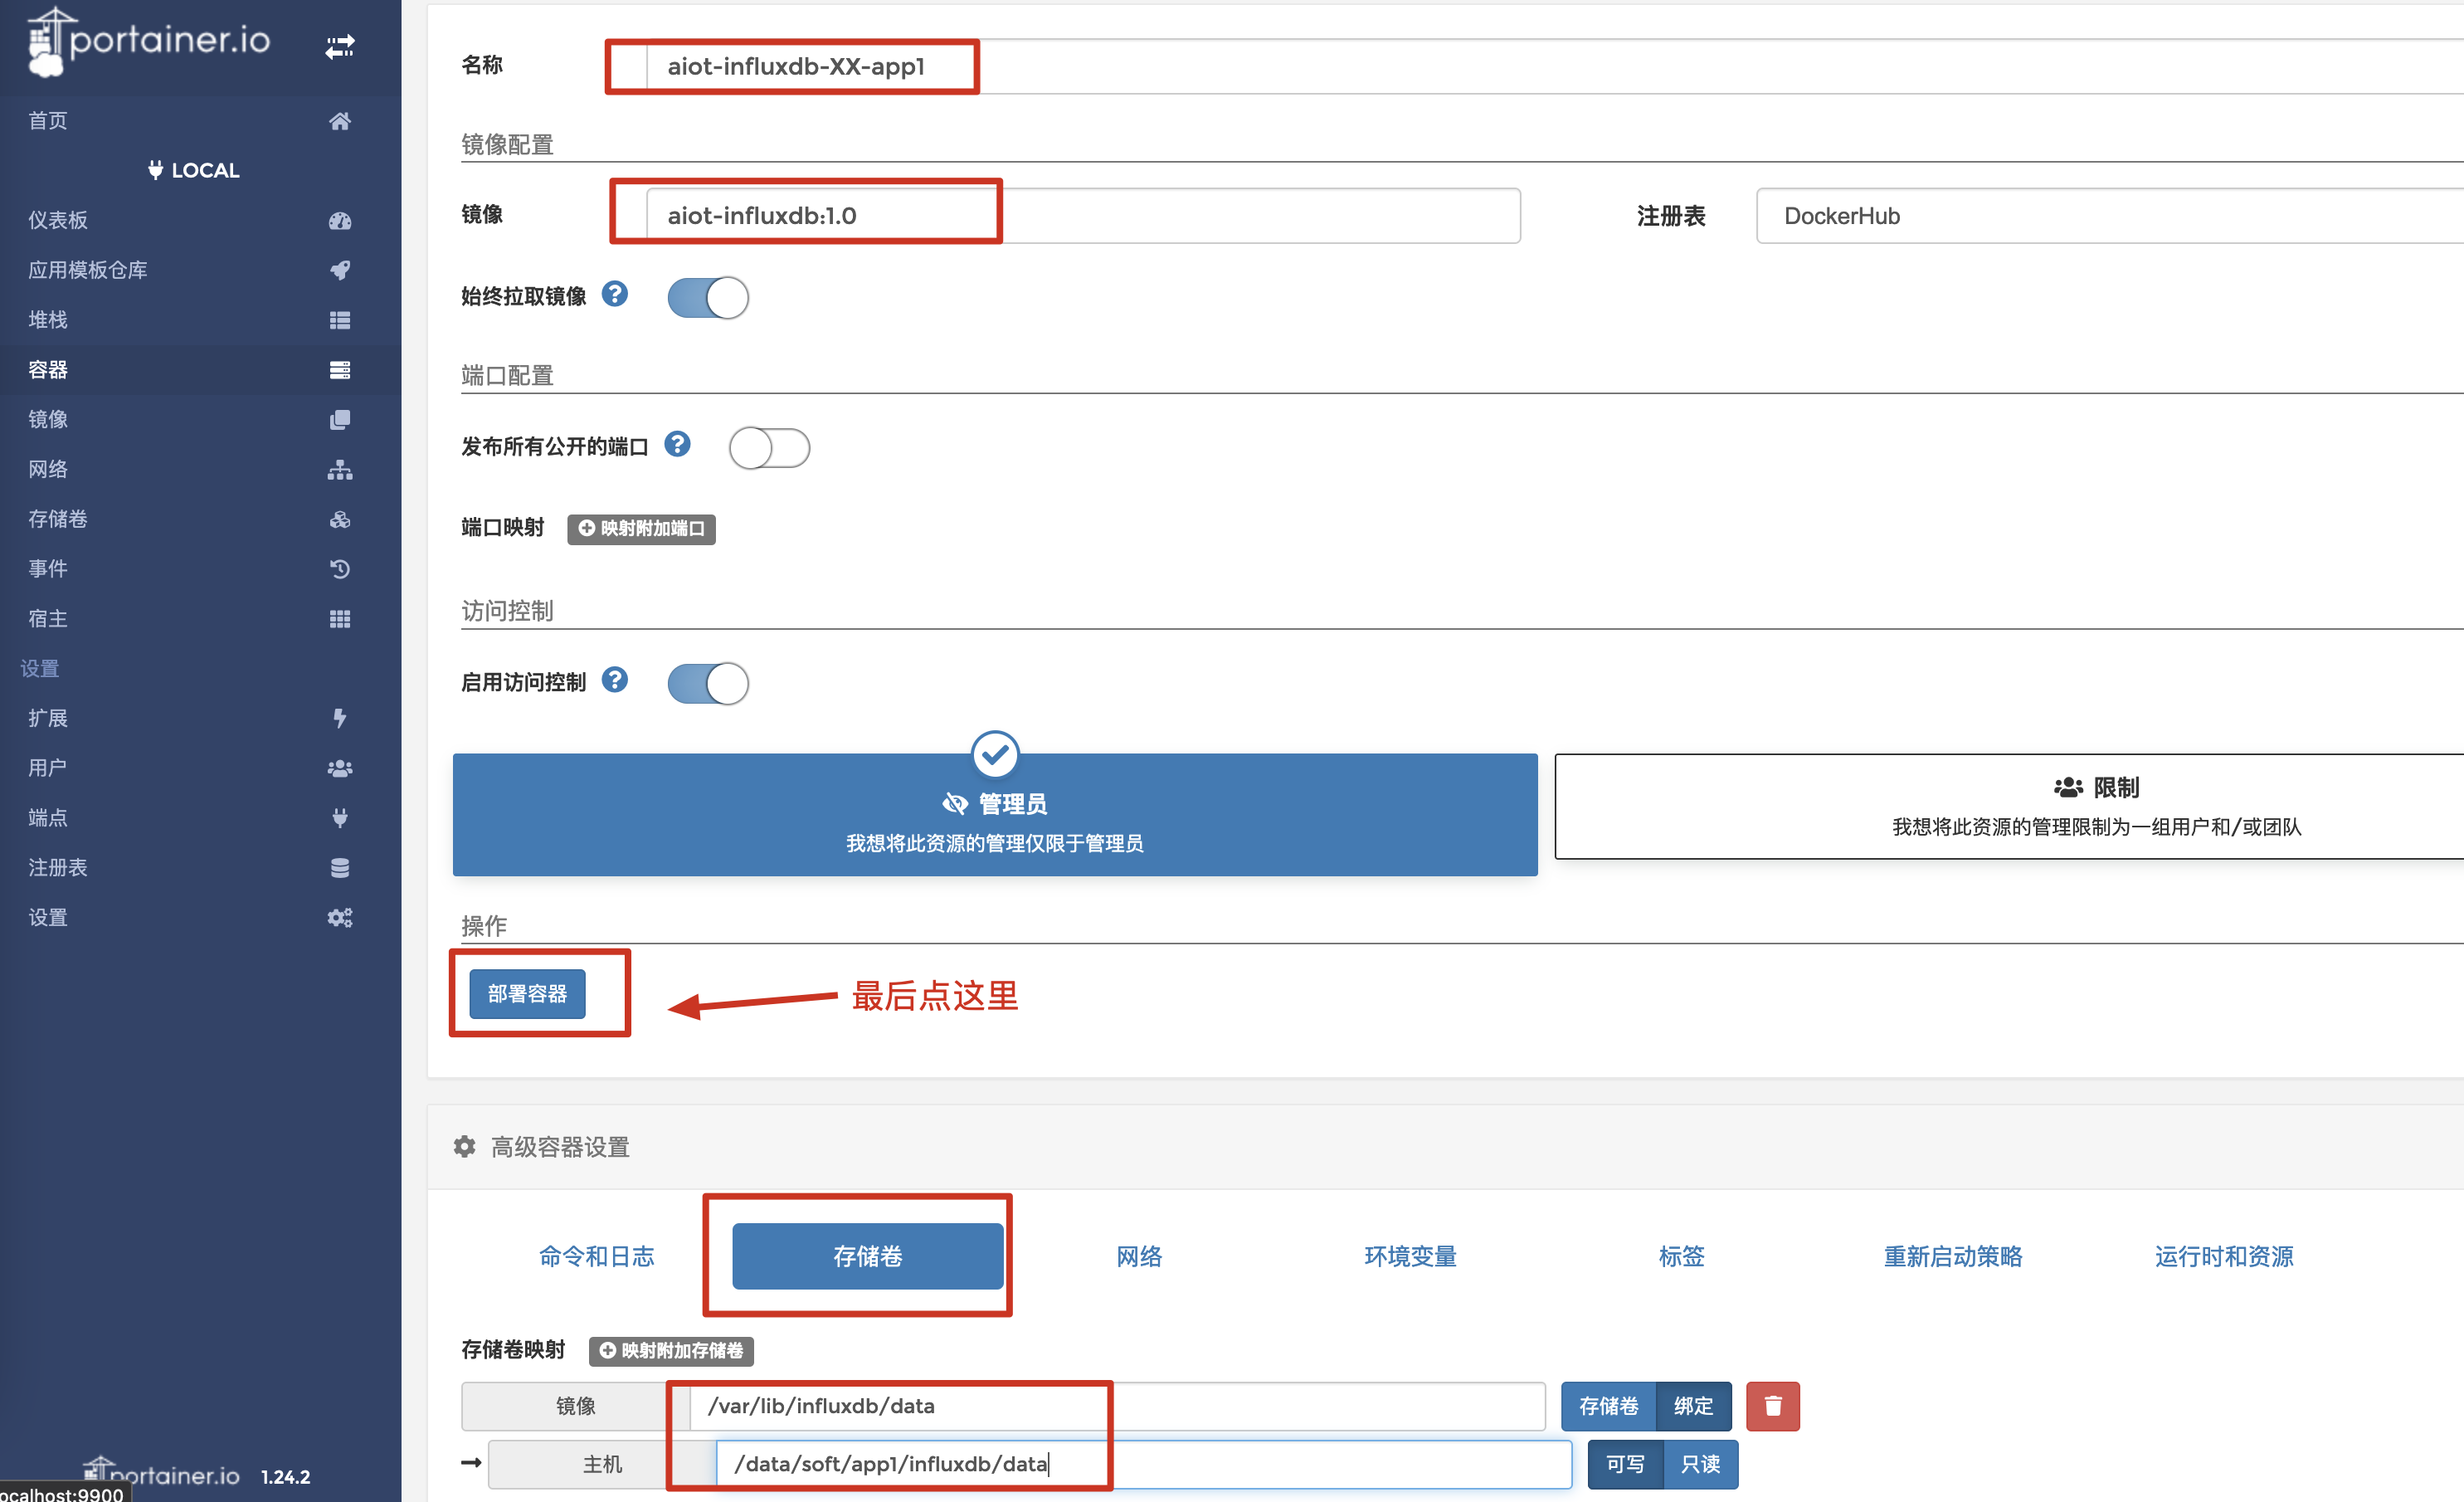 portainer.io
首页
LOCAL
仪表板
应用模板仓库
堆栈
容器
镜像
网络
存储卷
事件
宿主
设置
扩展
用户
端点
注册表
设置
portainer.io 1.24.2
ocalhost:9900
名称 aiot-influxdb-XX-app1
镜像配置
镜像 aiot-influxdb:1.0 注册表 DockerHub
始终拉取镜像
端口配置
发布所有公开的端口
端口映射 映射附加端口
访问控制
启用访问控制
管理员
我想将此资源的管理仅限于管理员
限制
我想将此资源的管理限制为一组用户和/或团队
操作
部署容器 最后点这里
高级容器设置
命令和日志 存储卷 网络 环境变量 标签 重新启动策略 运行时和资源
存储卷映射 映射附加存储卷
镜像 /var/lib/influxdb/data 存储卷 绑定
主机 /data/soft/app1/influxdb/data 可写 只读